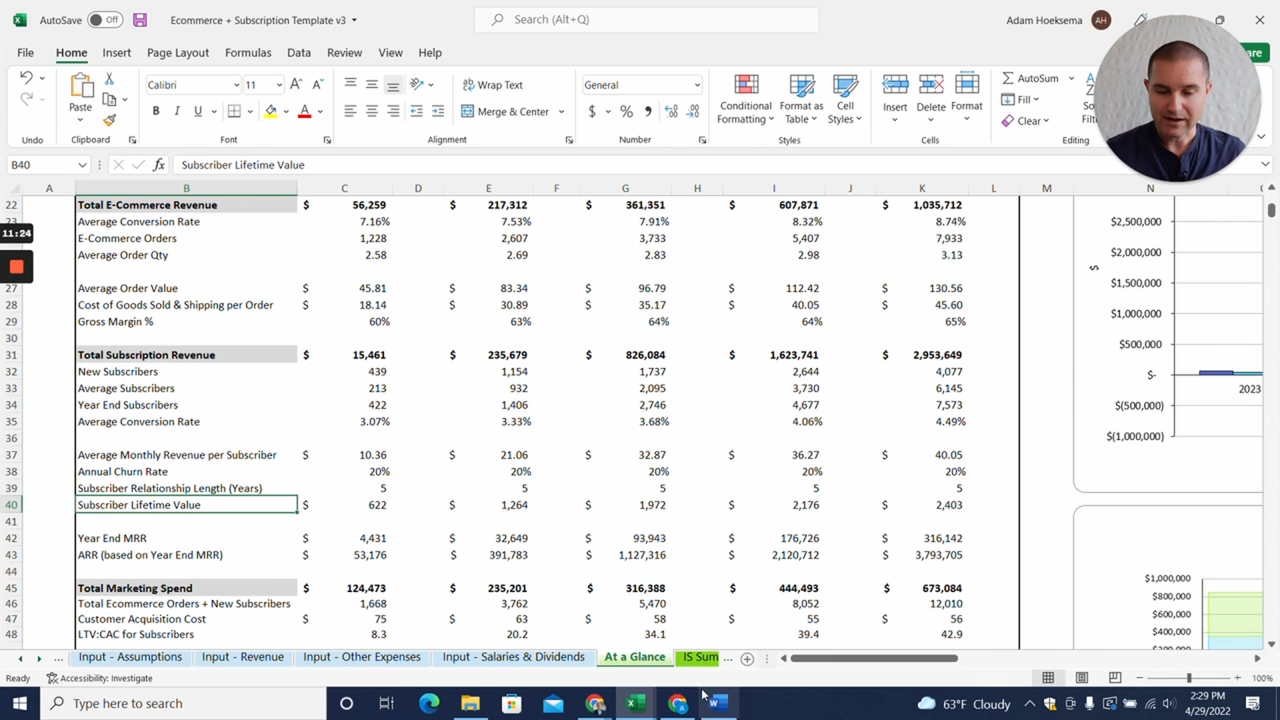 AutoSave Off Ecommerce + Subscription Template v3 Search (Alt+Q) Adam Hoeksema AH
File Home Insert Page Layout Formulas Data Review View Help
Calibri 11 Wrap Text General Conditional Formatting Format as Table Cell Styles Insert Delete Format AutoSum
Paste B I U Merge & Center $ % Fill
Clear
Undo Clipboard Font Alignment Number Styles Cells Editing
B40 fx Subscriber Lifetime Value
A B C D E F G H I J K L M N
22 Total E-Commerce Revenue $ 56,259 $ 217,312 $ 361,351 $ 607,871 $ 1,035,712
Average Conversion Rate 7.16% 7.53% 7.91% 8.32% 8.74%
11:24 E-Commerce Orders 1,228 2,607 3,733 5,407 7,933
Average Order Qty 2.58 2.69 2.83 2.98 3.13
27 Average Order Value $ 45.81 $ 83.34 $ 96.79 $ 112.42 $ 130.56
28 Cost of Goods Sold & Shipping per Order $ 18.14 $ 30.89 $ 35.17 $ 40.05 $ 45.60
29 Gross Margin % 60% 63% 64% 64% 65%
30
31 Total Subscription Revenue $ 15,461 $ 235,679 $ 826,084 $ 1,623,741 $ 2,953,649
32 New Subscribers 439 1,154 1,737 2,644 4,077
33 Average Subscribers 213 932 2,095 3,730 6,145
34 Year End Subscribers 422 1,406 2,746 4,677 7,573
35 Average Conversion Rate 3.07% 3.33% 3.68% 4.06% 4.49%
36
37 Average Monthly Revenue per Subscriber $ 10.36 $ 21.06 $ 32.87 $ 36.27 $ 40.05
38 Annual Churn Rate 20% 20% 20% 20% 20%
39 Subscriber Relationship Length (Years) 5 5 5 5 5
40 Subscriber Lifetime Value $ 622 $ 1,264 $ 1,972 $ 2,176 $ 2,403
41
42 Year End MRR $ 4,431 $ 32,649 $ 93,943 $ 176,726 $ 316,142
43 ARR (based on Year End MRR) $ 53,176 $ 391,783 $ 1,127,316 $ 2,120,712 $ 3,793,705
44
45 Total Marketing Spend $ 124,473 $ 235,201 $ 316,388 $ 444,493 $ 673,084
46 Total Ecommerce Orders + New Subscribers 1,668 3,762 5,470 8,052 12,010
47 Customer Acquisition Cost $ 75 $ 63 $ 58 $ 55 $ 56
48 LTV:CAC for Subscribers 8.3 20.2 34.1 39.4 42.9
$2,500,000
$2,000,000
$
$1,500,000
$1,000,000
$500,000
$-
2023
$(500,000)
$(1,000,000)
$1,000,000
$800,000
$600,000
$400,000
... Input - Assumptions Input - Revenue Input - Other Expenses Input - Salaries & Dividends At a Glance IS Sum ...
Ready Accessibility: Investigate 100%
Type here to search 63°F Cloudy 2:29 PM
4/29/2022